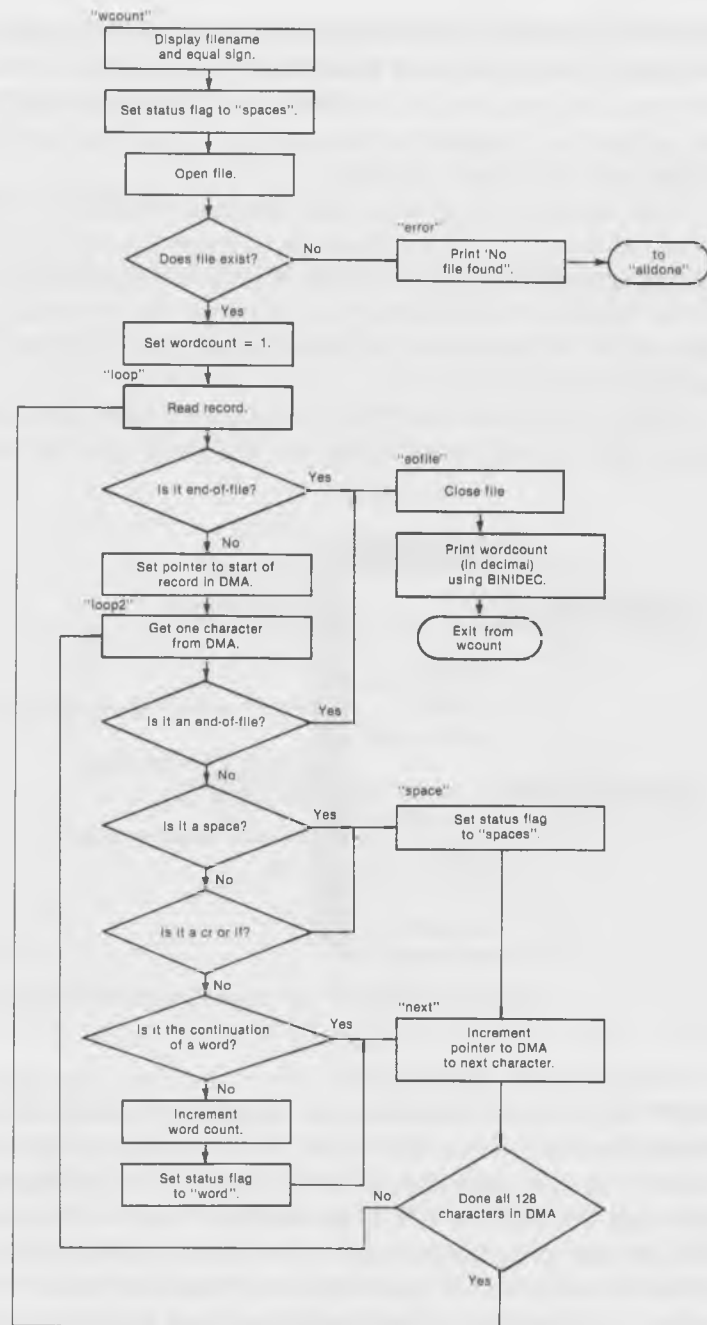 "wcount"
Display filename
and equal sign.
Set status flag to "spaces".
Open file.
Does file exist?
No
"error"
Print 'No
file found".
to
"alldone"
Yes
Set wordcount = 1.
"loop"
Read record.
Is it end-of-file?
Yes
"eofile"
Close file
No
Print wordcount
(in decimal)
using BINIDEC.
Set pointer to start of
record in DMA.
"loop2"
Get one character
from DMA.
Exit from
wcount
Is it an end-of-file?
Yes
No
Is it a space?
Yes
"space"
Set status flag
to "spaces".
No
Is it a cr or lf?
No
Is it the continuation
of a word?
Yes
"next"
Increment
pointer to DMA
to next character.
No
Increment
word count.
Set status flag
to "word".
No
Done all 128
characters in DMA
Yes